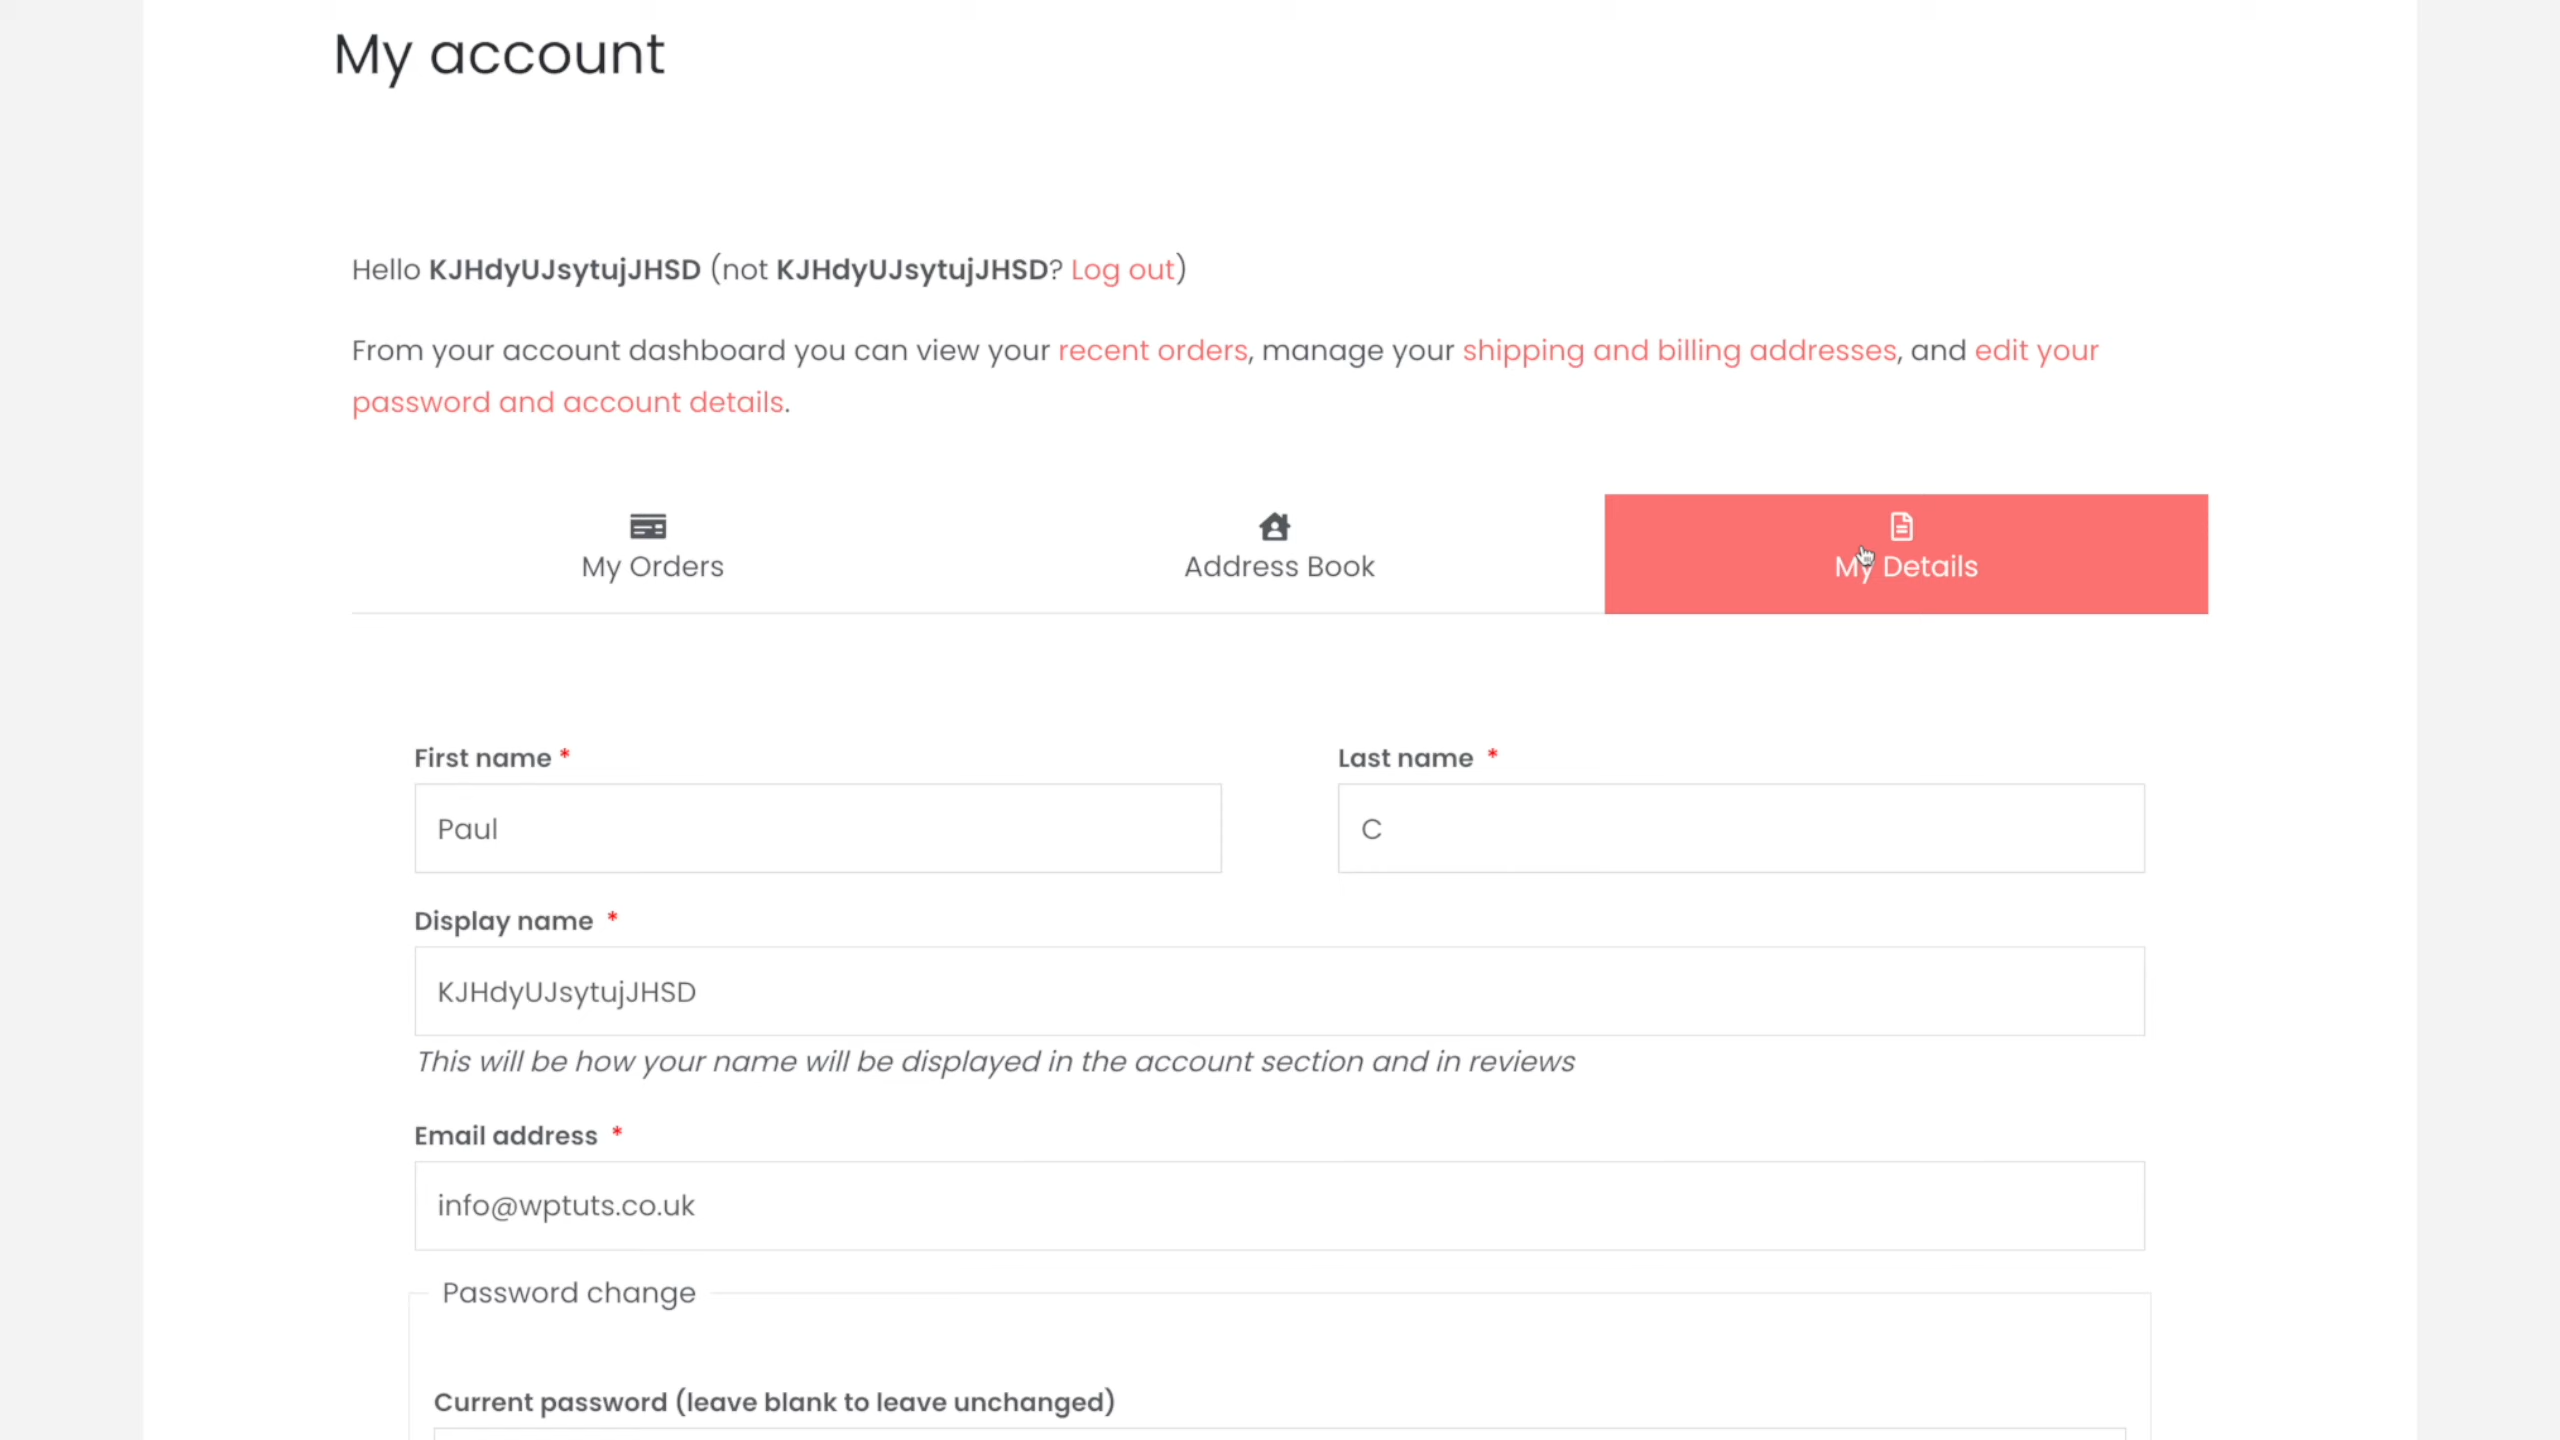 My account
Hello KJHdyUJsytujJHSD (not KJHdyUJsytujJHSD? Log out)
From your account dashboard you can view your recent orders, manage your shipping and billing addresses, and edit your
password and account details.
My Orders
Address Book
My Details
First name *
Last name *
Paul
C
Display name *
KJHdyUJsytujJHSD
This will be how your name will be displayed in the account section and in reviews
Email address *
info@wptuts.co.uk
Password change
Current password (leave blank to leave unchanged)